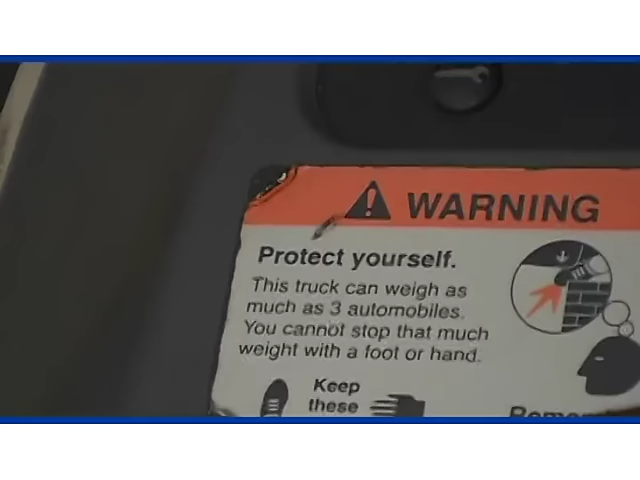 WARNING
Protect yourself.
This truck can weigh as
much as 3 automobiles.
You cannot stop that much
weight with a foot or hand.
Keep
these